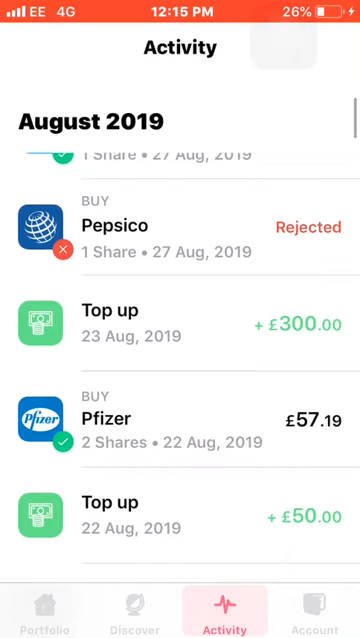 EE 4G 12:15 PM 26%
Activity
August 2019
1 Share • 27 Aug, 2019
BUY
Pepsico
Rejected
1 Share • 27 Aug, 2019
Top up
+ £300.00
23 Aug, 2019
BUY
Pfizer
Pfizer
£57.19
2 Shares • 22 Aug, 2019
Top up
+ £50.00
22 Aug, 2019
Portfolio Discover Activity Account